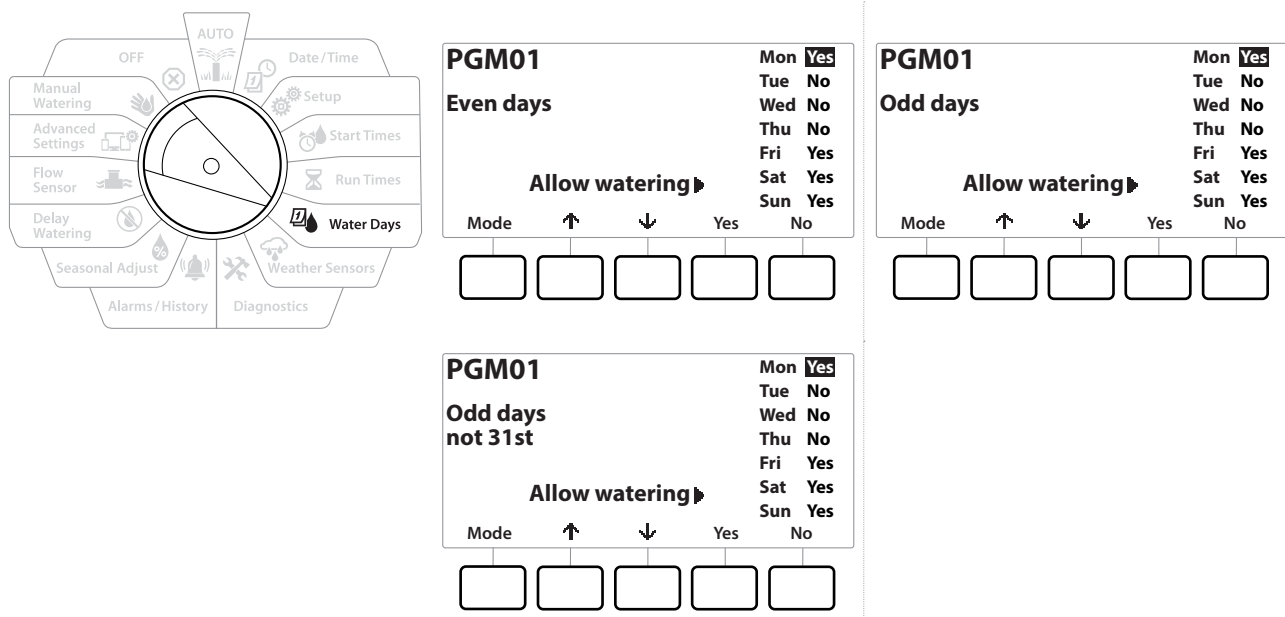 AUTO
OFF
Date/Time
Manual
Watering
Setup
Advanced
Settings
Start Times
Flow
Sensor
Run Times
Delay
Watering
Water Days
Seasonal Adjust
Weather Sensors
Alarms/History
Diagnostics
PGM01
Even days
Allow watering
Mon Yes
Tue No
Wed No
Thu No
Fri Yes
Sat Yes
Sun Yes
Mode ↑ ↓ Yes No
PGM01
Odd days
Allow watering
Mon Yes
Tue No
Wed No
Thu No
Fri Yes
Sat Yes
Sun Yes
Mode ↑ ↓ Yes No
PGM01
Odd days
not 31st
Allow watering
Mon Yes
Tue No
Wed No
Thu No
Fri Yes
Sat Yes
Sun Yes
Mode ↑ ↓ Yes No